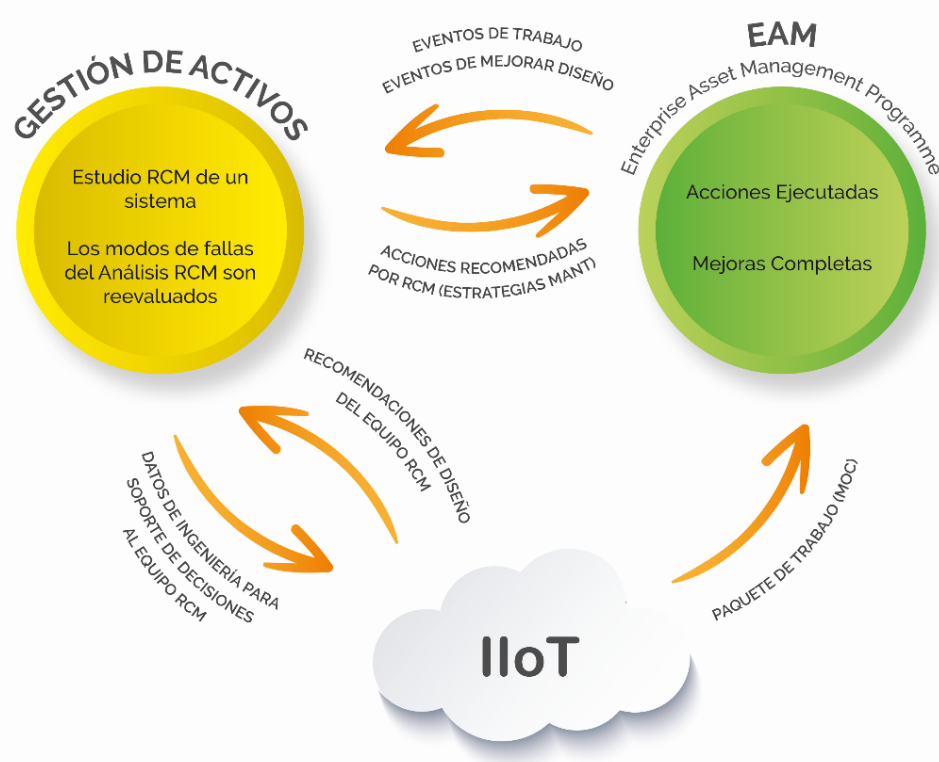 GESTIÓN DE ACTIVOS
Estudio RCM de un
sistema
Los modos de fallas
del Análisis RCM son
reevaluados
EVENTOS DE TRABAJO
EVENTOS DE MEJORAR DISEÑO
ACCIONES RECOMENDADAS
POR RCM (ESTRATEGIAS MANT)
EAM
Enterprise Asset Management Programme
Acciones Ejecutadas
Mejoras Completas
RECOMENDACIONES DE DISEÑO
DEL EQUIPO RCM
DATOS DE INGENIERÍA PARA
SOPORTE DE DECISIONES
AL EQUIPO RCM
PAQUETE DE TRABAJO (MOC)
IIoT